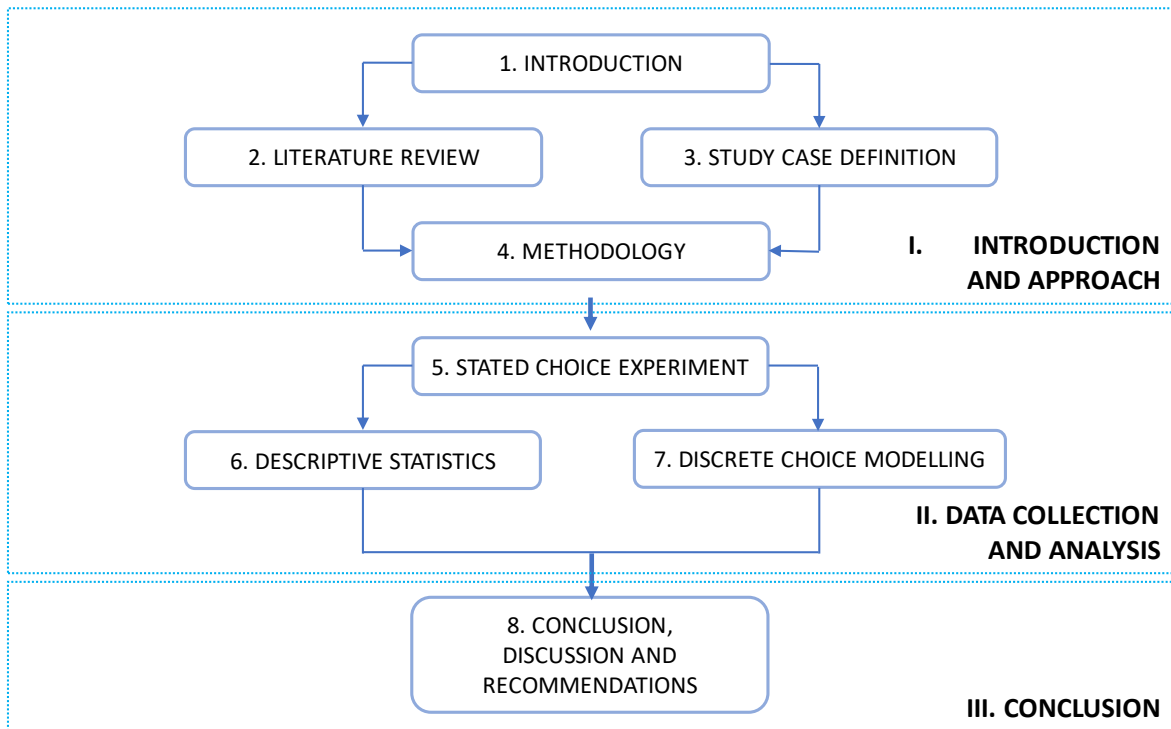 1. INTRODUCTION
2. LITERATURE REVIEW
3. STUDY CASE DEFINITION
4. METHODOLOGY
I. INTRODUCTION
AND APPROACH
5. STATED CHOICE EXPERIMENT
6. DESCRIPTIVE STATISTICS
7. DISCRETE CHOICE MODELLING
II. DATA COLLECTION
AND ANALYSIS
8. CONCLUSION,
DISCUSSION AND
RECOMMENDATIONS
III. CONCLUSION